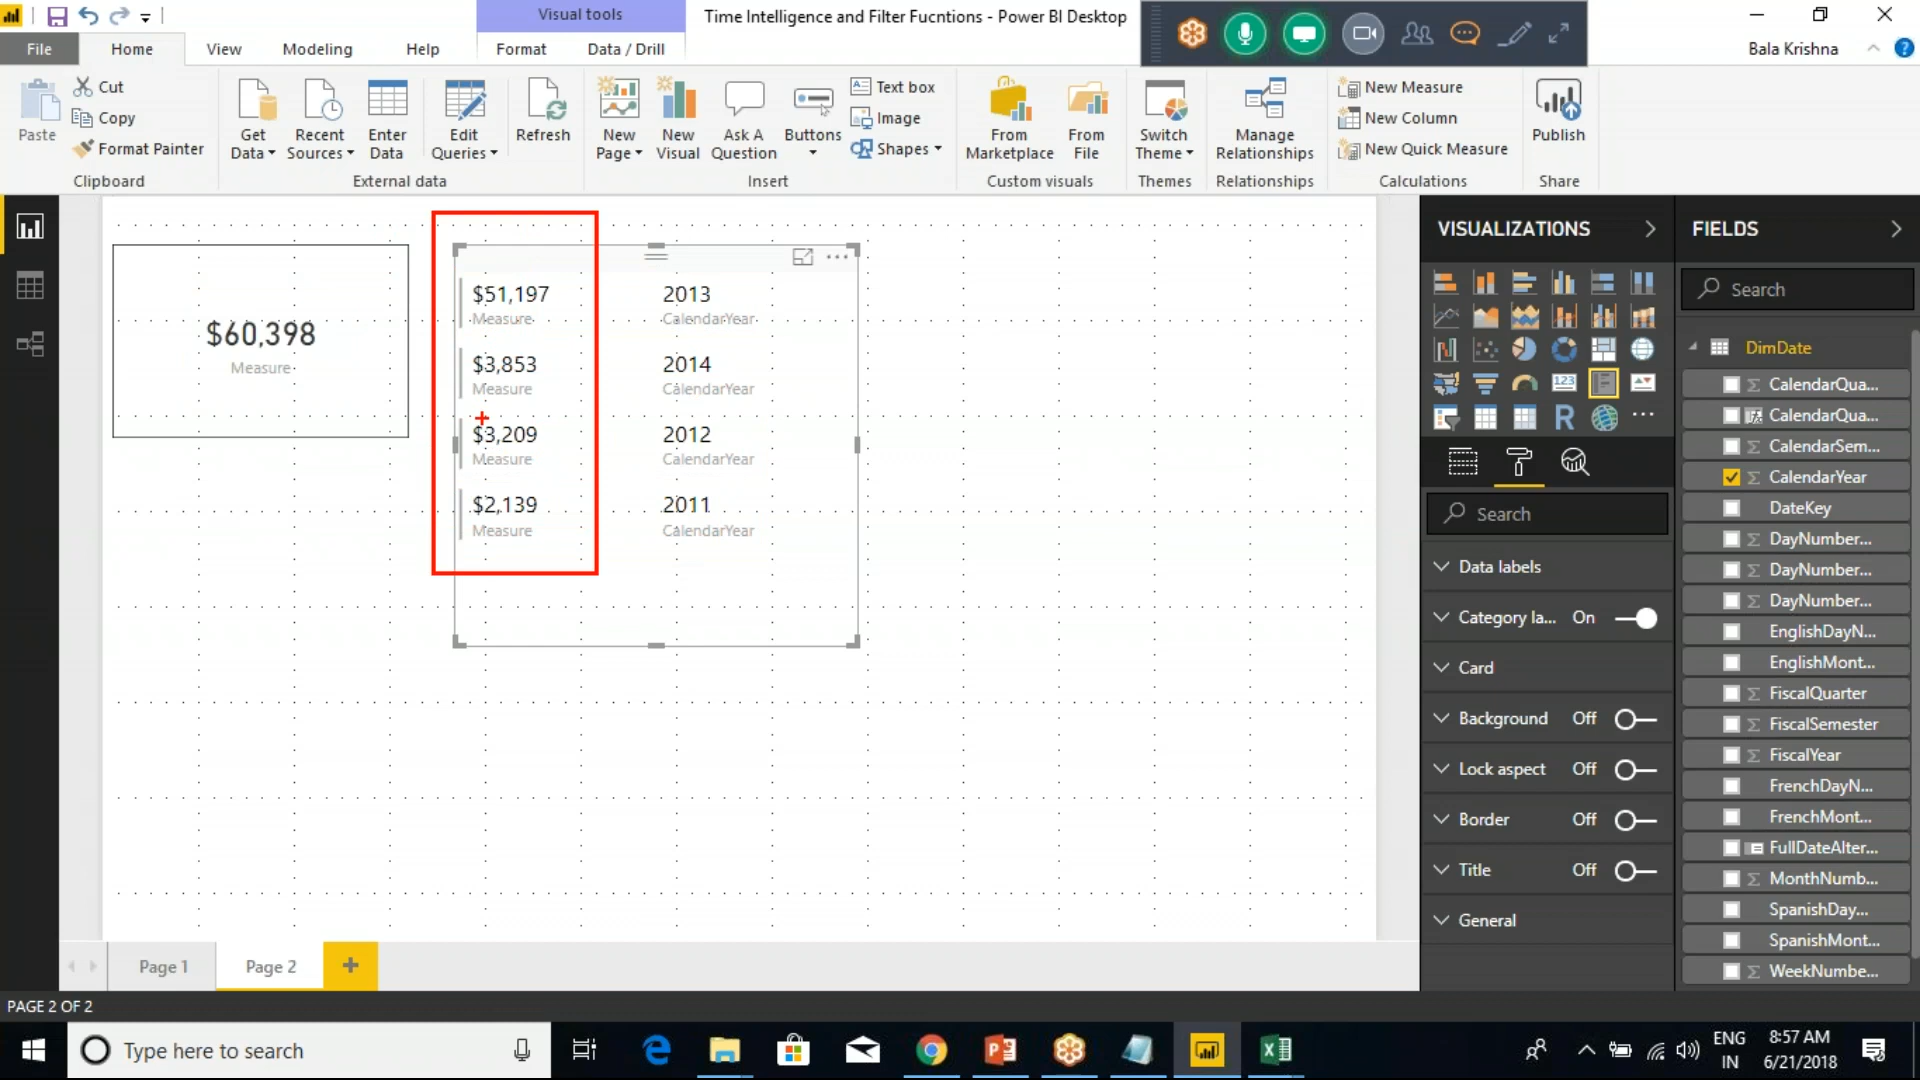 Visual tools
Time Intelligence and Filter Fucntions - Power BI Desktop
File
Home
View
Modeling
Help
Format
Data / Drill
Bala Krishna
Paste
Cut
Copy
Format Painter
Clipboard
Get Data
Recent Sources
Enter Data
Edit Queries
Refresh
External data
New Page
New Visual
Ask A Question
Buttons
Text box
Image
Shapes
Insert
From Marketplace
From File
Custom visuals
Switch Theme
Themes
Manage Relationships
Relationships
New Measure
New Column
New Quick Measure
Calculations
Publish
Share
$60,398
Measure
$51,197 2013
Measure CalendarYear
$3,853 2014
Measure CalendarYear
$3,209 2012
Measure CalendarYear
$2,139 2011
Measure CalendarYear
VISUALIZATIONS
123
R
Search
Data labels
Category la... On
Card
Background Off
Lock aspect Off
Border Off
Title Off
General
FIELDS
Search
DimDate
CalendarQua...
CalendarQua...
CalendarSem...
CalendarYear
DateKey
DayNumber...
DayNumber...
DayNumber...
EnglishDayN...
EnglishMont...
FiscalQuarter
FiscalSemester
FiscalYear
FrenchDayN...
FrenchMont...
FullDateAlter...
MonthNumb...
SpanishDay...
SpanishMont...
WeekNumbe...
Page 1
Page 2
PAGE 2 OF 2
Type here to search
ENG
IN
8:57 AM
6/21/2018